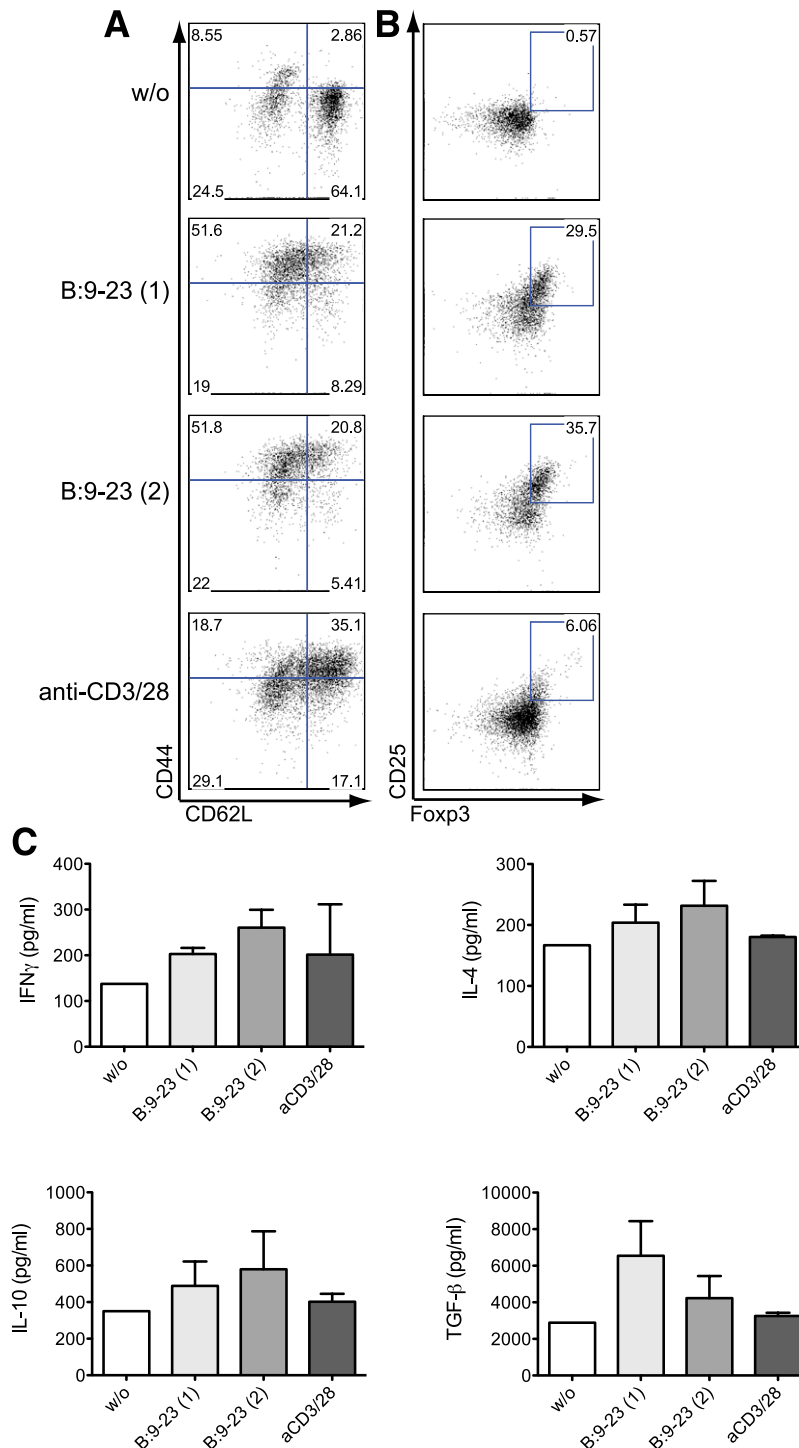 A
B
8.55 2.86
0.57
w/o
24.5 64.1
51.6 21.2
29.5
B:9-23 (1)
19 8.29
51.8 20.8
35.7
B:9-23 (2)
22 5.41
18.7 35.1
6.06
anti-CD3/28
29.1 17.1
CD44
CD62L
CD25
Foxp3
C
400
300
200
100
0
IFNγ (pg/ml)
w/o
B:9-23 (1)
B:9-23 (2)
aCD3/28
300
200
100
0
IL-4 (pg/ml)
w/o
B:9-23 (1)
B:9-23 (2)
aCD3/28
1000
800
600
400
200
0
IL-10 (pg/ml)
w/o
B:9-23 (1)
B:9-23 (2)
aCD3/28
10000
8000
6000
4000
2000
0
TGF-β (pg/ml)
w/o
B:9-23 (1)
B:9-23 (2)
aCD3/28